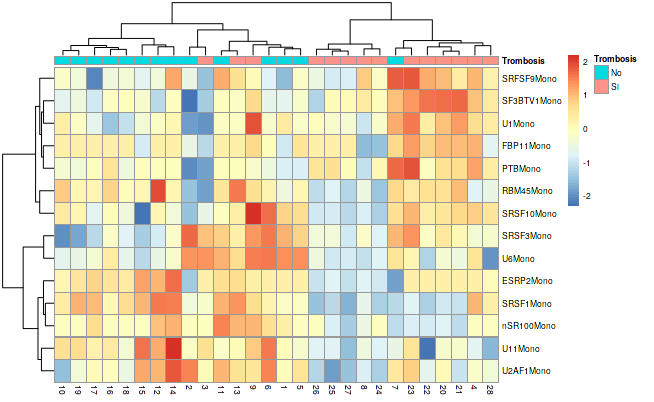 Trombosis
SRFSF9Mono
SF3BTV1Mono
U1Mono
FBP11Mono
PTBMono
RBM45Mono
SRSF10Mono
SRSF3Mono
U6Mono
ESRP2Mono
SRSF1Mono
nSR100Mono
U11Mono
U2AF1Mono
10 19 17 16 18 15 12 14 2 3 11 13 9 6 1 5 26 25 27 8 24 7 23 22 20 21 4 28
2
1
0
-1
-2
Trombosis
No
SI